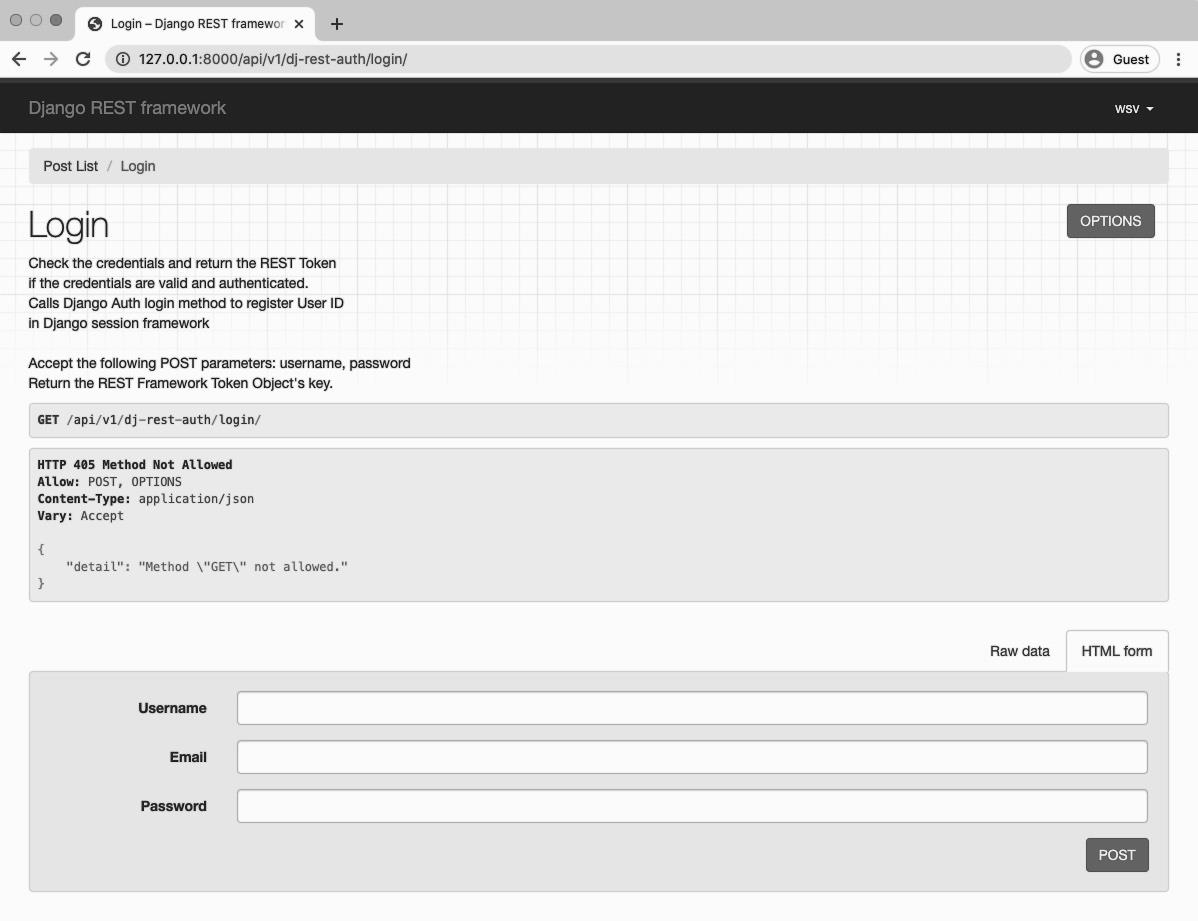 Login – Django REST framewor
127.0.0.1:8000/api/v1/dj-rest-auth/login/
Guest
Django REST framework
wsv
Post List / Login
Login
OPTIONS
Check the credentials and return the REST Token
if the credentials are valid and authenticated.
Calls Django Auth login method to register User ID
in Django session framework
Accept the following POST parameters: username, password
Return the REST Framework Token Object's key.
GET /api/v1/dj-rest-auth/login/
HTTP 405 Method Not Allowed
Allow: POST, OPTIONS
Content-Type: application/json
Vary: Accept
{
"detail": "Method \"GET\" not allowed."
}
Raw data
HTML form
Username
Email
Password
POST